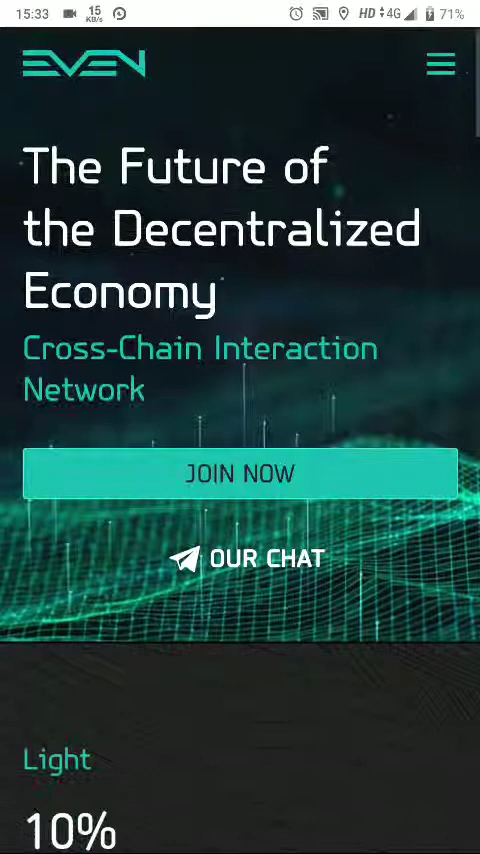 15:33 15 KB/s HD 4G 71%
EVEN
The Future of
the Decentralized
Economy
Cross-Chain Interaction
Network
JOIN NOW
OUR CHAT
Light
10%